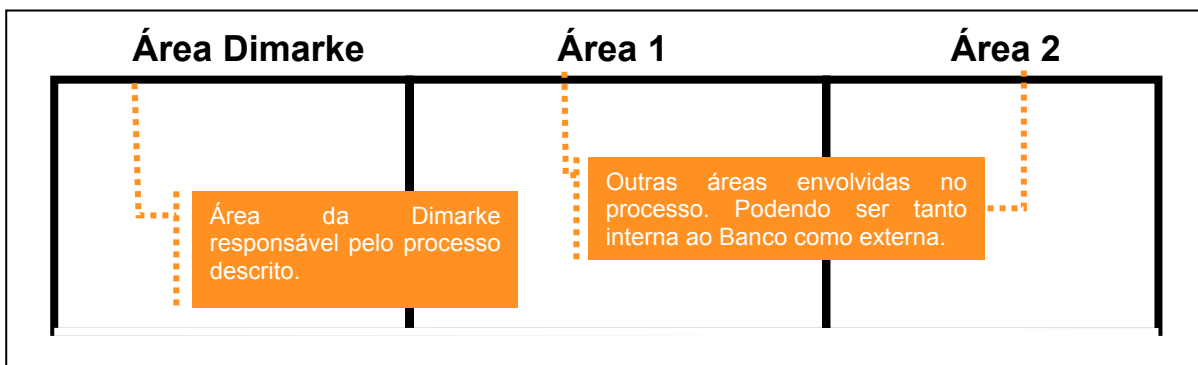 Área Dimarke
Área 1
Área 2
Área da Dimarke
responsável pelo processo
descrito.
Outras áreas envolvidas no
processo. Podendo ser tanto
interna ao Banco como externa.